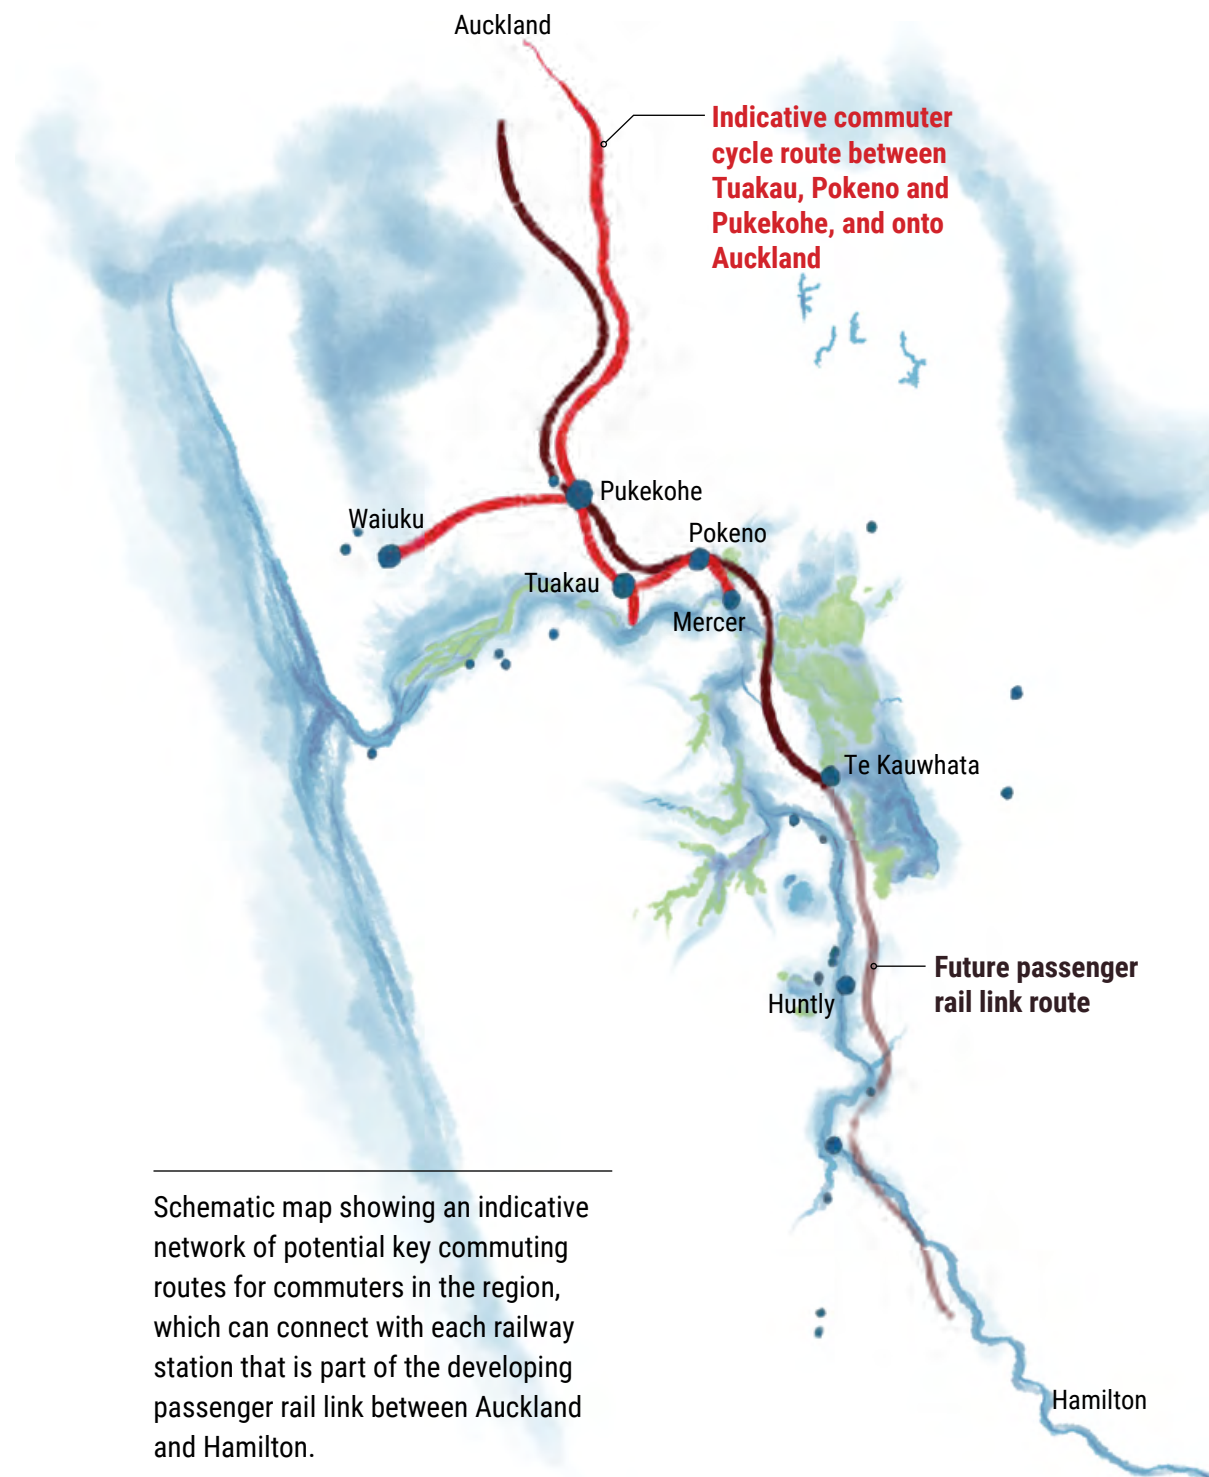 Auckland
Indicative commuter
cycle route between
Tuakau, Pokeno and
Pukekohe, and onto
Auckland
Pukekohe
Waiuku
Pokeno
Tuakau
Mercer
Te Kauwhata
Future passenger
rail link route
Huntly
Schematic map showing an indicative
network of potential key commuting
routes for commuters in the region,
which can connect with each railway
station that is part of the developing
passenger rail link between Auckland
and Hamilton.
Hamilton